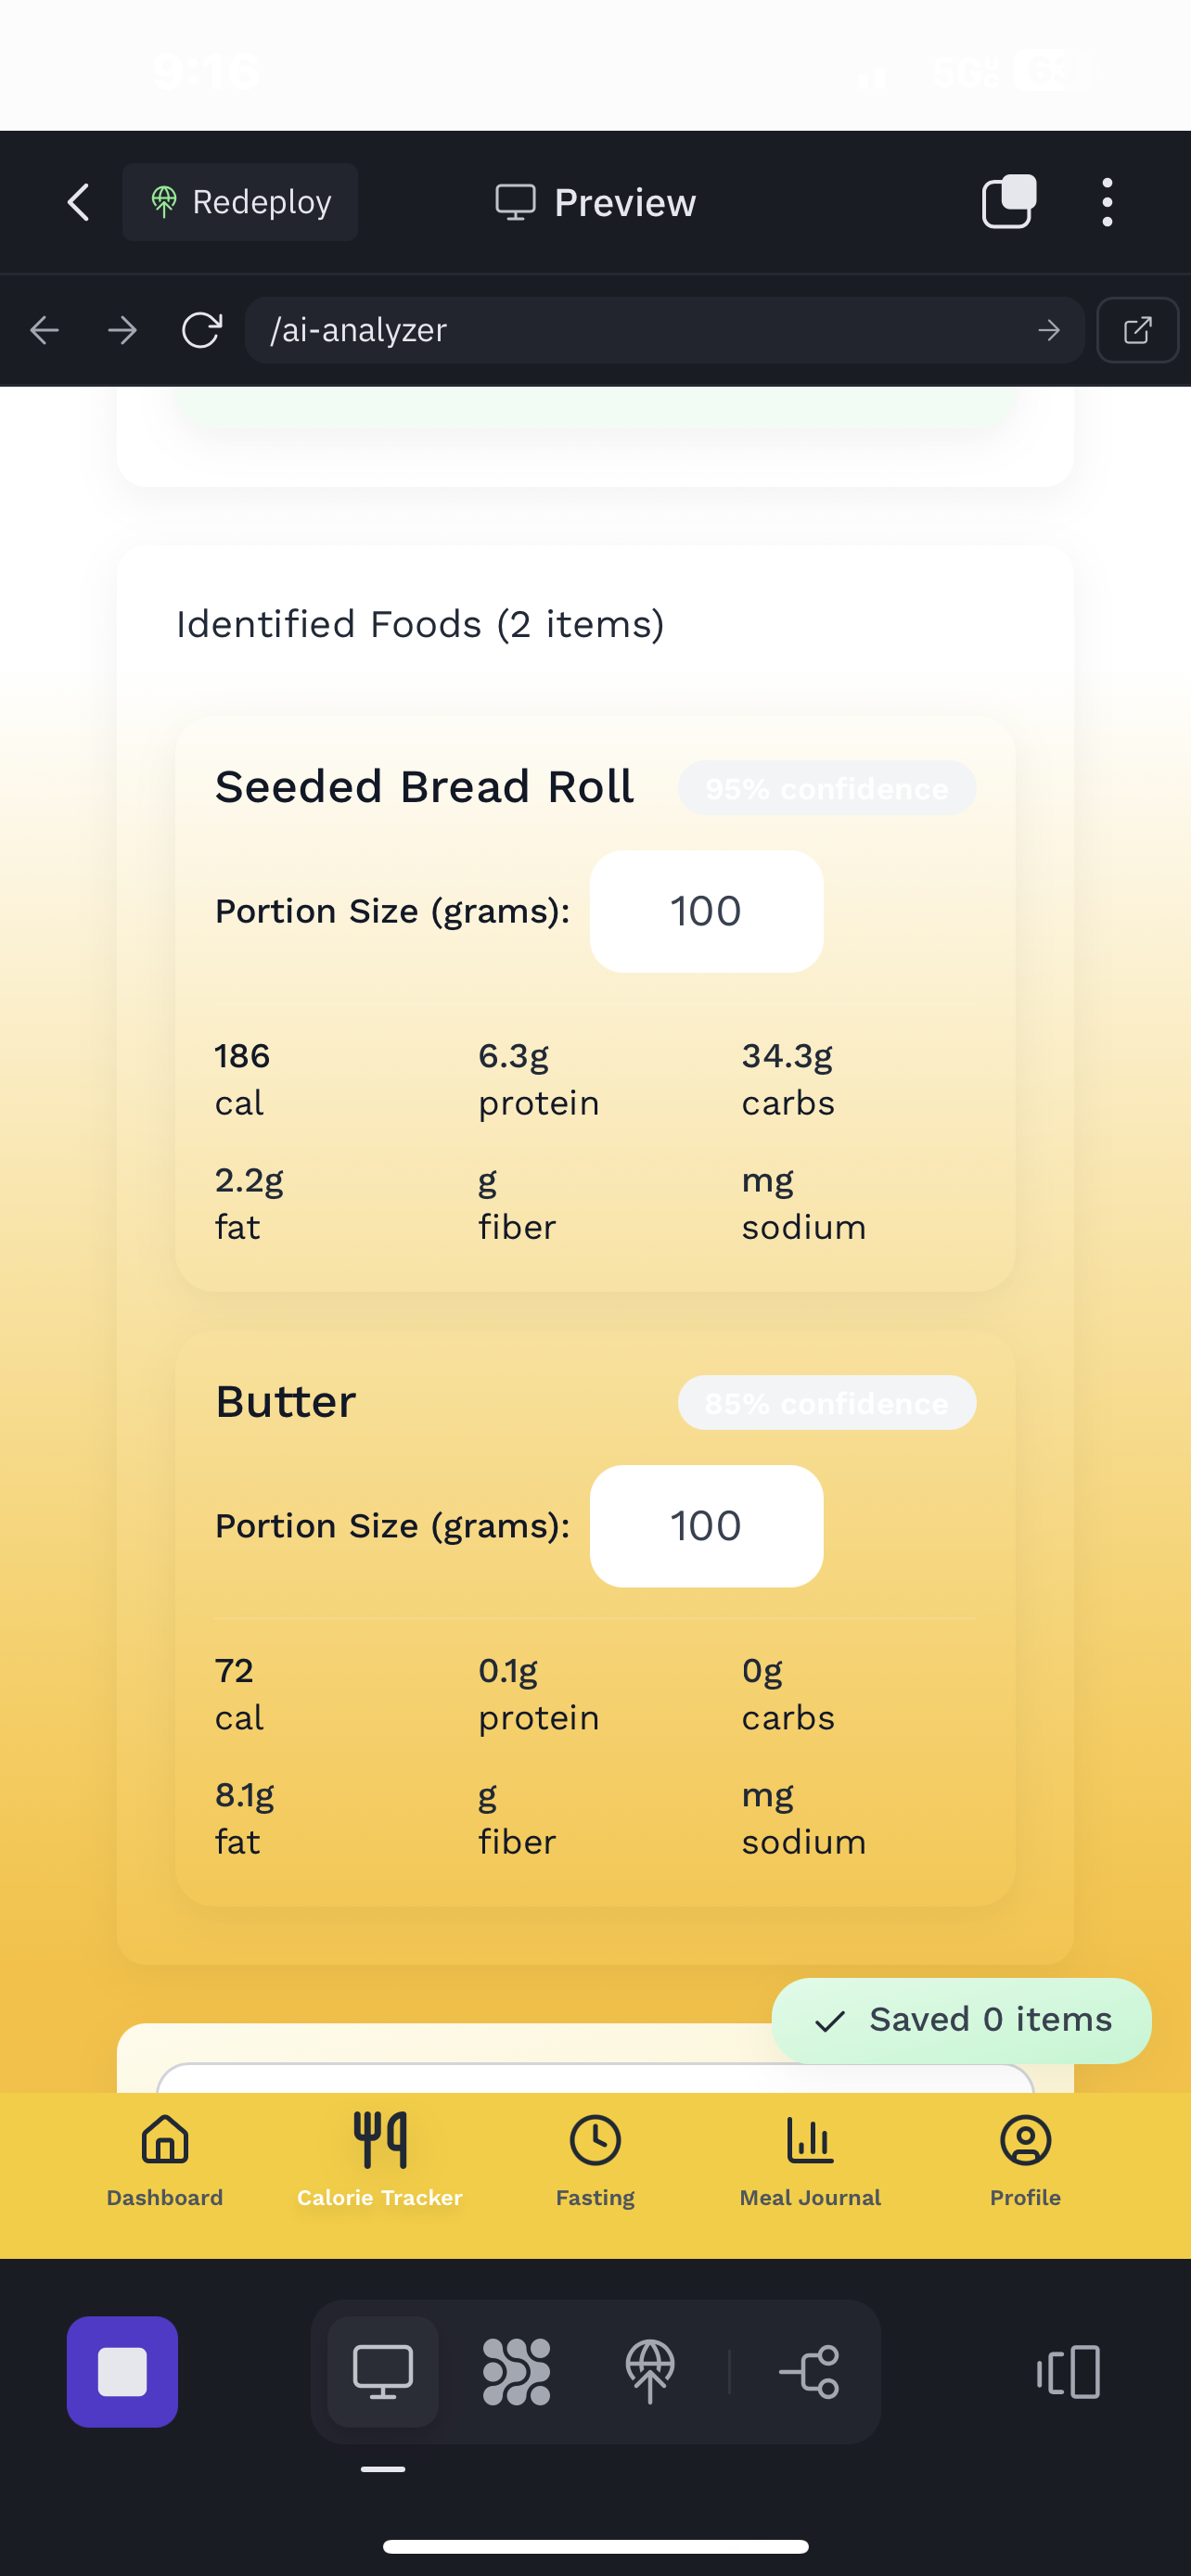 9:16
5G
63
Redeploy
Preview
/ai-analyzer
Identified Foods (2 items)
Seeded Bread Roll
95% confidence
Portion Size (grams):
100
186
6.3g
34.3g
cal
protein
carbs
2.2g
g
mg
fat
fiber
sodium
Butter
85% confidence
Portion Size (grams):
100
72
0.1g
0g
cal
protein
carbs
8.1g
g
mg
fat
fiber
sodium
Saved 0 items
Dashboard
Calorie Tracker
Fasting
Meal Journal
Profile